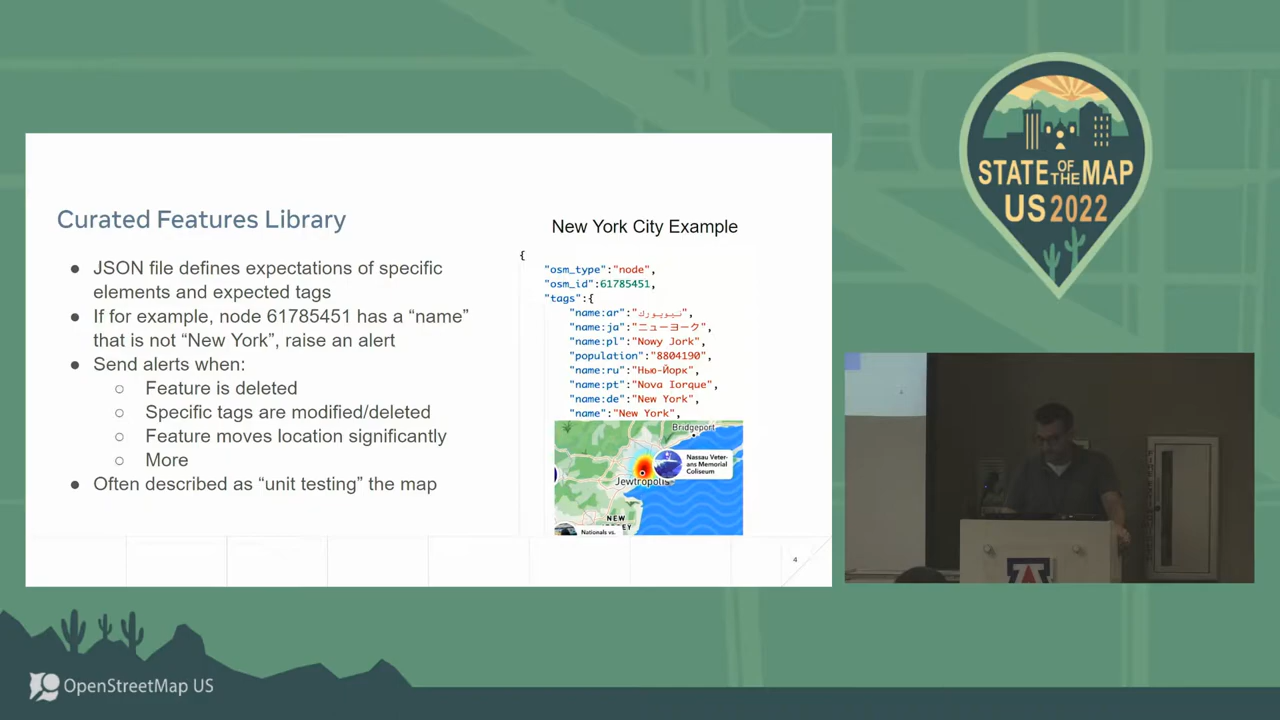 Curated Features Library
● JSON file defines expectations of specific
elements and expected tags
● If for example, node 61785451 has a “name”
that is not “New York”, raise an alert
● Send alerts when:
○ Feature is deleted
○ Specific tags are modified/deleted
○ Feature moves location significantly
○ More
● Often described as “unit testing” the map
New York City Example
{
"osm_type":"node",
"osm_id":61785451,
"tags":{
"name:ar":"نيويورك",
"name:ja":"ニューヨーク",
"name:pl":"Nowy Jork",
"population":"8804190",
"name:ru":"Нью-Йорк",
"name:pt":"Nova Iorque",
"name:de":"New York",
"name":"New York",
Bridgeport
Nassau Veter-
ans Memorial
Coliseum
Jewtropolis
NEW
JERSEY
Nationals vs.
4
STATE OF THE MAP
US 2022
OpenStreetMap US